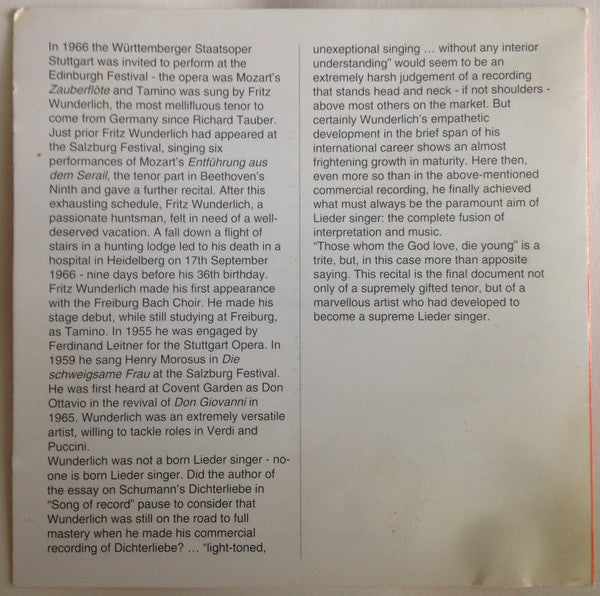 In 1966 the Württemberger Staatsoper
Stuttgart was invited to perform at the
Edinburgh Festival - the opera was Mozart's
Zauberflöte and Tamino was sung by Fritz
Wunderlich, the most mellifluous tenor to
come from Germany since Richard Tauber.
Just prior Fritz Wunderlich had appeared at
the Salzburg Festival, singing six
performances of Mozart's Entführung aus
dem Serail, the tenor part in Beethoven's
Ninth and gave a further recital. After this
exhausting schedule, Fritz Wunderlich, a
passionate huntsman, felt in need of a well-
deserved vacation. A fall down a flight of
stairs in a hunting lodge led to his death in a
hospital in Heidelberg on 17th September
1966 - nine days before his 36th birthday.
Fritz Wunderlich made his first appearance
with the Freiburg Bach Choir. He made his
stage debut, while still studying at Freiburg,
as Tamino. In 1955 he was engaged by
Ferdinand Leitner for the Stuttgart Opera. In
1959 he sang Henry Morosus in Die
schweigsame Frau at the Salzburg Festival.
He was first heard at Covent Garden as Don
Ottavio in the revival of Don Giovanni in
1965. Wunderlich was an extremely versatile
artist, willing to tackle roles in Verdi and
Puccini.
Wunderlich was not a born Lieder singer - no-
one is born Lieder singer. Did the author of
the essay on Schumann's Dichterliebe in
"Song of record" pause to consider that
Wunderlich was still on the road to full
mastery when he made his commercial
recording of Dichterliebe? ... "light-toned,
unexeptional singing ... without any interior
understanding" would seem to be an
extremely harsh judgement of a recording
that stands head and neck - if not shoulders -
above most others on the market. But
certainly Wunderlich's empathetic
development in the brief span of his
international career shows an almost
frightening growth in maturity. Here then,
even more so than in the above-mentioned
commercial recording, he finally achieved
what must always be the paramount aim of
Lieder singer: the complete fusion of
interpretation and music.
"Those whom the God love, die young" is a
trite, but, in this case more than apposite
saying. This recital is the final document not
only of a supremely gifted tenor, but of a
marvellous artist who had developed to
become a supreme Lieder singer.